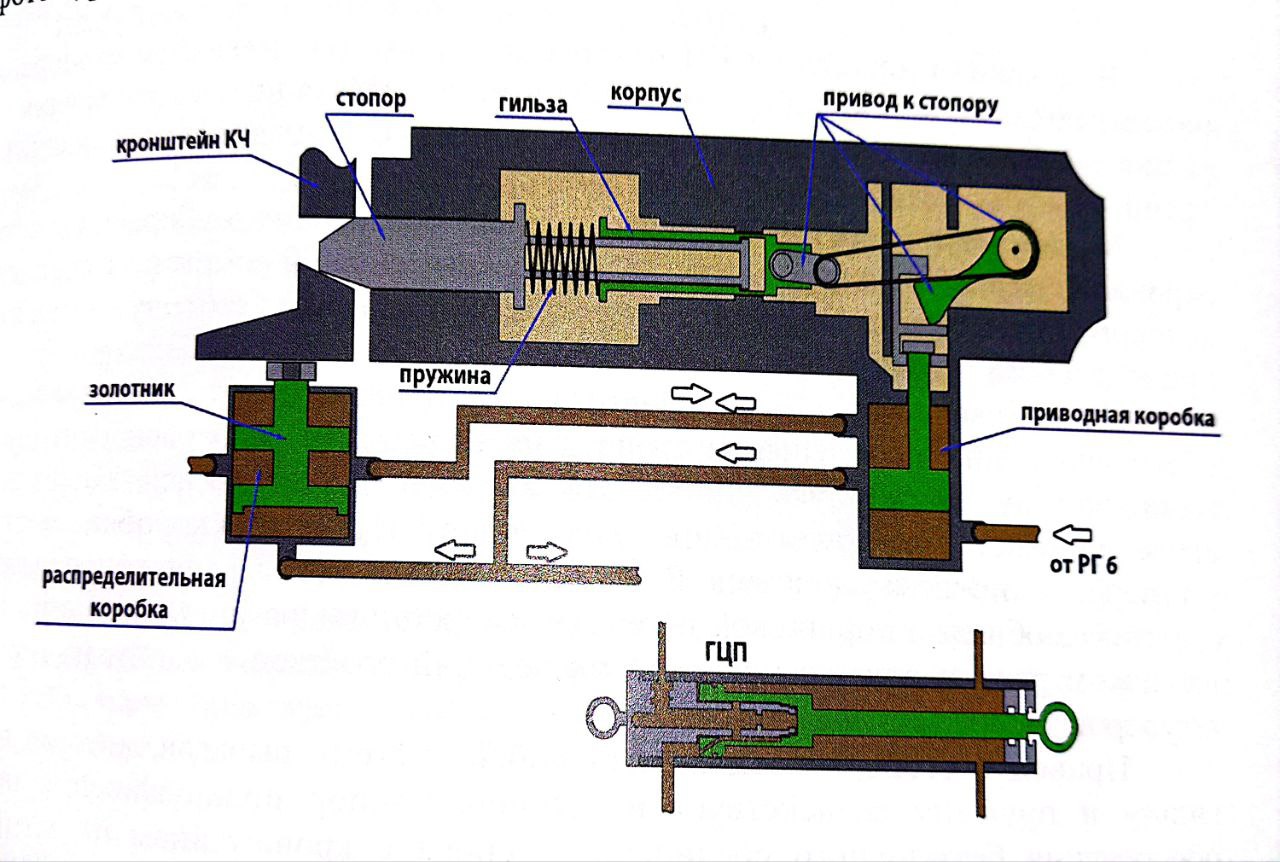 стопор
гильза
корпус
привод к стопору
кронштейн КЧ
пружина
золотник
приводная коробка
от РГ 6
распределительная
коробка
ГЦП